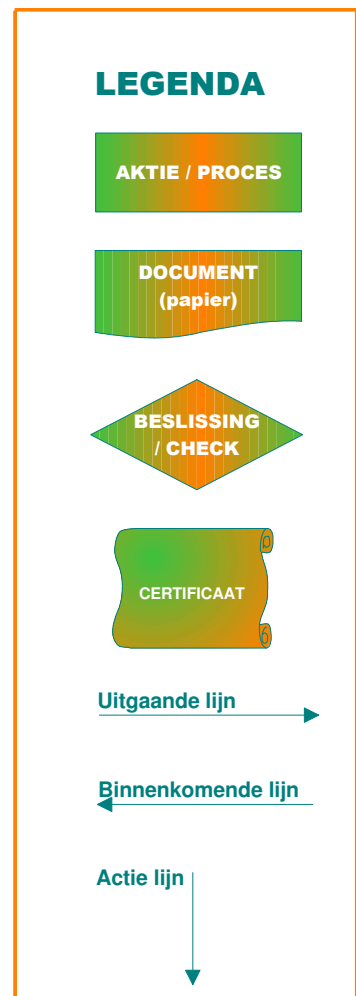 LEGENDA
AKTIE / PROCES
DOCUMENT
(papier)
BESLISSING
/ CHECK
CERTIFICAAT
Uitgaande lijn
Binnenkomende lijn
Actie lijn